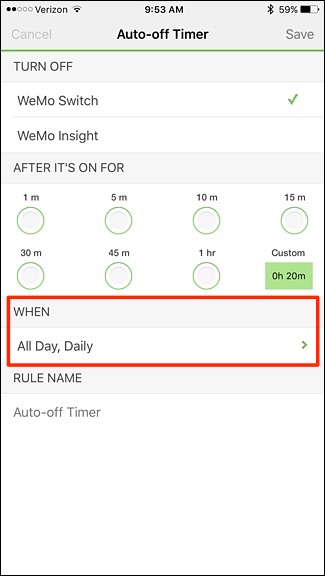 Verizon 9:53 AM 59%
Cancel Auto-off Timer Save
TURN OFF
WeMo Switch
WeMo Insight
AFTER IT'S ON FOR
1 m 5 m 10 m 15 m
30 m 45 m 1 hr Custom
0h 20m
WHEN
All Day, Daily
RULE NAME
Auto-off Timer